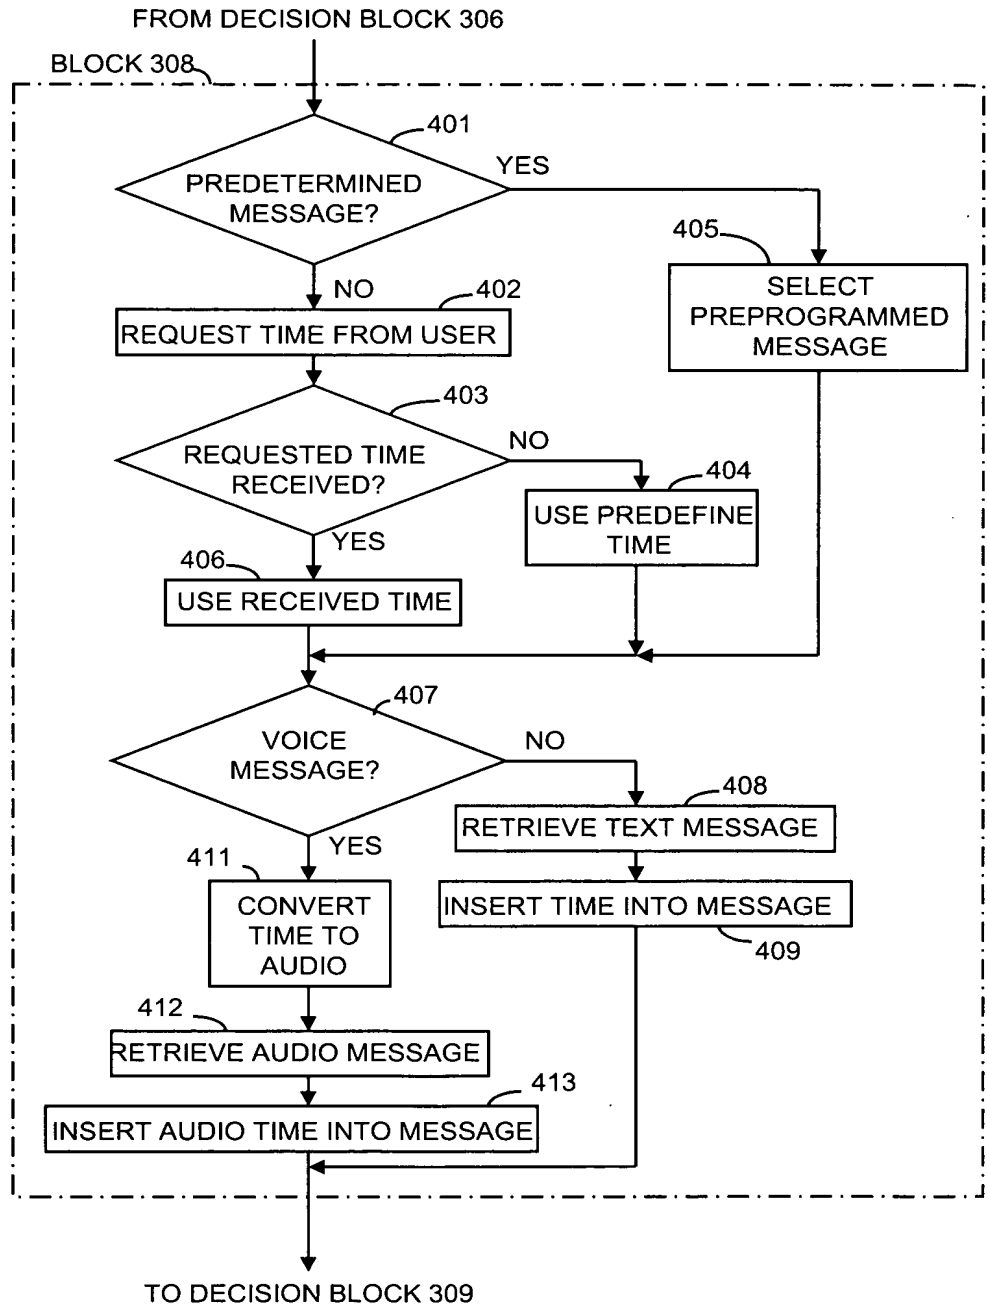 FROM DECISION BLOCK 306
BLOCK 308
401
PREDETERMINED
MESSAGE?
YES
405
SELECT
PREPROGRAMMED
MESSAGE
NO
402
REQUEST TIME FROM USER
403
REQUESTED TIME
RECEIVED?
NO
404
USE PREDEFINE
TIME
YES
406
USE RECEIVED TIME
407
VOICE
MESSAGE?
NO
408
RETRIEVE TEXT MESSAGE
YES
411
CONVERT
TIME TO
AUDIO
INSERT TIME INTO MESSAGE
409
412
RETRIEVE AUDIO MESSAGE
413
INSERT AUDIO TIME INTO MESSAGE
TO DECISION BLOCK 309